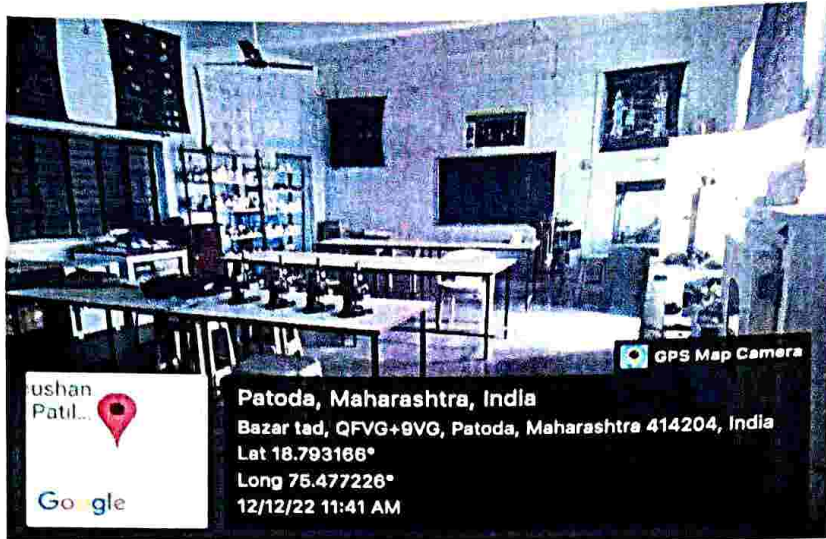 GPS Map Camera
ushan
Patil...
Google
Patoda, Maharashtra, India
Bazar tad, QFVG+9VG, Patoda, Maharashtra 414204, India
Lat 18.793166°
Long 75.477226°
12/12/22 11:41 AM